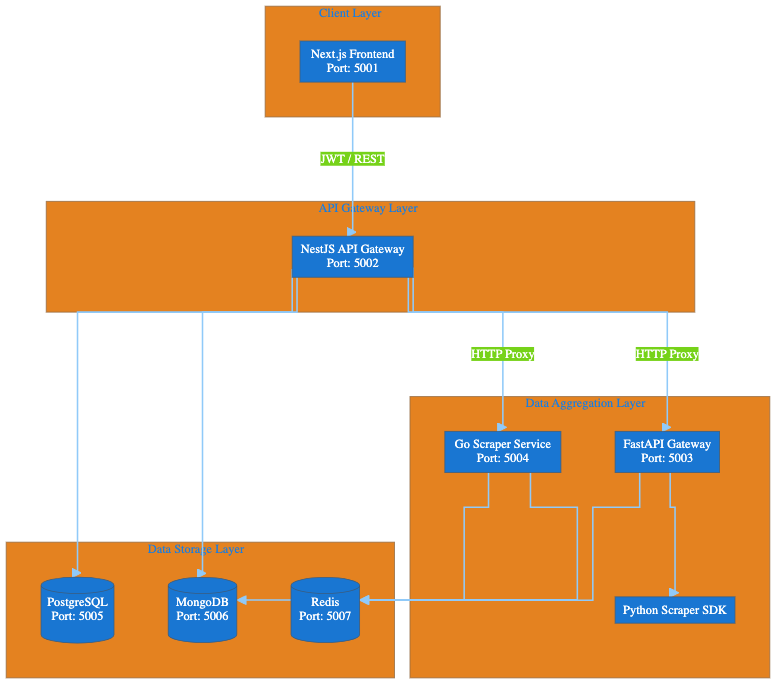 Client Layer
Next.js Frontend
Port: 5001
JWT / REST
API Gateway Layer
NestJS API Gateway
Port: 5002
HTTP Proxy
HTTP Proxy
Data Aggregation Layer
Go Scraper Service
Port: 5004
FastAPI Gateway
Port: 5003
Data Storage Layer
PostgreSQL
Port: 5005
MongoDB
Port: 5006
Redis
Port: 5007
Python Scraper SDK